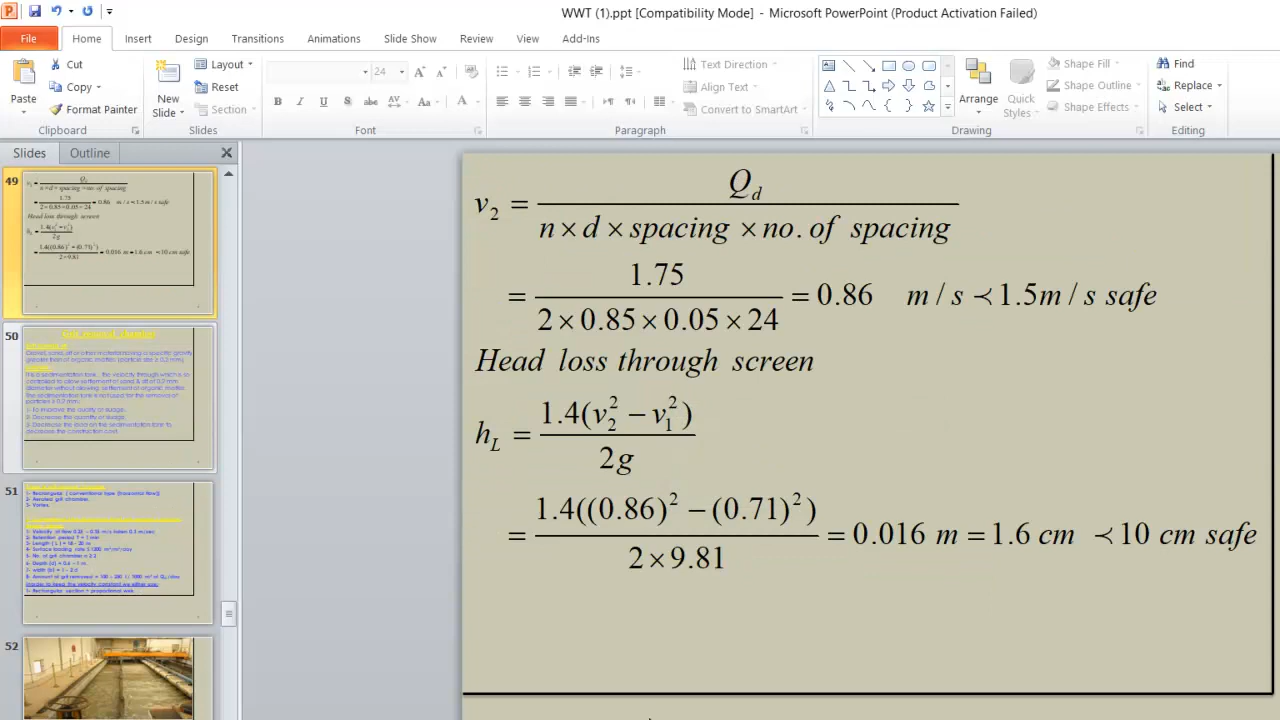 WWT (1).ppt [Compatibility Mode] - Microsoft PowerPoint (Product Activation Failed)
File Home Insert Design Transitions Animations Slide Show Review View Add-Ins
Paste Cut Copy Format Painter
Clipboard
New Slide Layout Reset Section
Slides
24
B I U S abc AV Aa A
Font
Text Direction Align Text Convert to SmartArt
Paragraph
Arrange Quick Styles Shape Fill Shape Outline Shape Effects
Drawing
Find Replace Select
Editing
Slides Outline
49
50
51
52
v₂ = Q_d / (n × d × spacing × no. of spacing)
= 1.75 / (2 × 0.85 × 0.05 × 24) = 0.86 m / s ≺ 1.5m / s safe
Head loss through screen
h_L = 1.4(v₂² − v₁²) / 2g
= 1.4((0.86)² − (0.71)²) / (2 × 9.81) = 0.016 m = 1.6 cm ≺ 10 cm safe